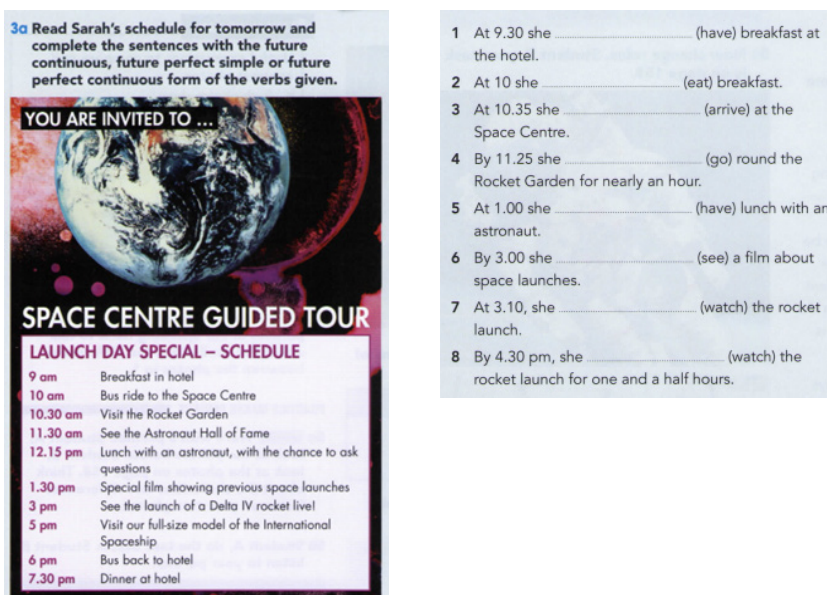 3a Read Sarah's schedule for tomorrow and
complete the sentences with the future
continuous, future perfect simple or future
perfect continuous form of the verbs given.
YOU ARE INVITED TO ...
SPACE CENTRE GUIDED TOUR
LAUNCH DAY SPECIAL – SCHEDULE
9 am Breakfast in hotel
10 am Bus ride to the Space Centre
10.30 am Visit the Rocket Garden
11.30 am See the Astronaut Hall of Fame
12.15 pm Lunch with an astronaut, with the chance to ask
questions
1.30 pm Special film showing previous space launches
3 pm See the launch of a Delta IV rocket live!
5 pm Visit our full-size model of the International
Spaceship
6 pm Bus back to hotel
7.30 pm Dinner at hotel
1 At 9.30 she .............................. (have) breakfast at
the hotel.
2 At 10 she .............................. (eat) breakfast.
3 At 10.35 she .............................. (arrive) at the
Space Centre.
4 By 11.25 she .............................. (go) round the
Rocket Garden for nearly an hour.
5 At 1.00 she .............................. (have) lunch with an
astronaut.
6 By 3.00 she .............................. (see) a film about
space launches.
7 At 3.10, she .............................. (watch) the rocket
launch.
8 By 4.30 pm, she .............................. (watch) the
rocket launch for one and a half hours.